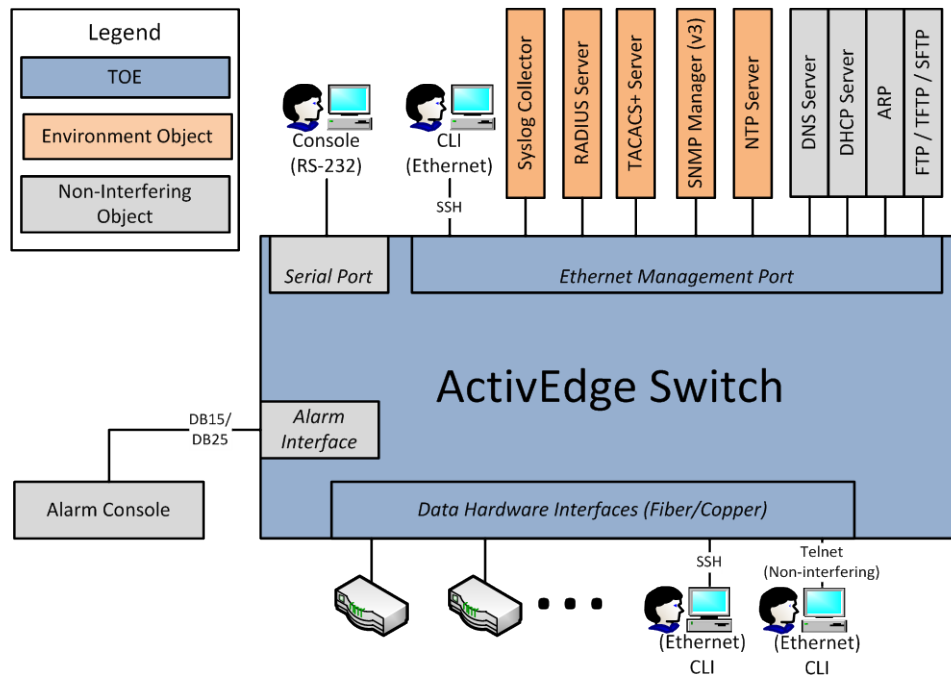 Legend
TOE
Environment Object
Non-Interfering
Object
Console
(RS-232)
CLI
(Ethernet)
SSH
Syslog Collector
RADIUS Server
TACACS+ Server
SNMP Manager (v3)
NTP Server
DNS Server
DHCP Server
ARP
FTP / TFTP / SFTP
Serial Port
Ethernet Management Port
ActivEdge Switch
DB15/
DB25
Alarm
Interface
Alarm Console
Data Hardware Interfaces (Fiber/Copper)
SSH
Telnet
(Non-interfering)
(Ethernet)
CLI
(Ethernet)
CLI